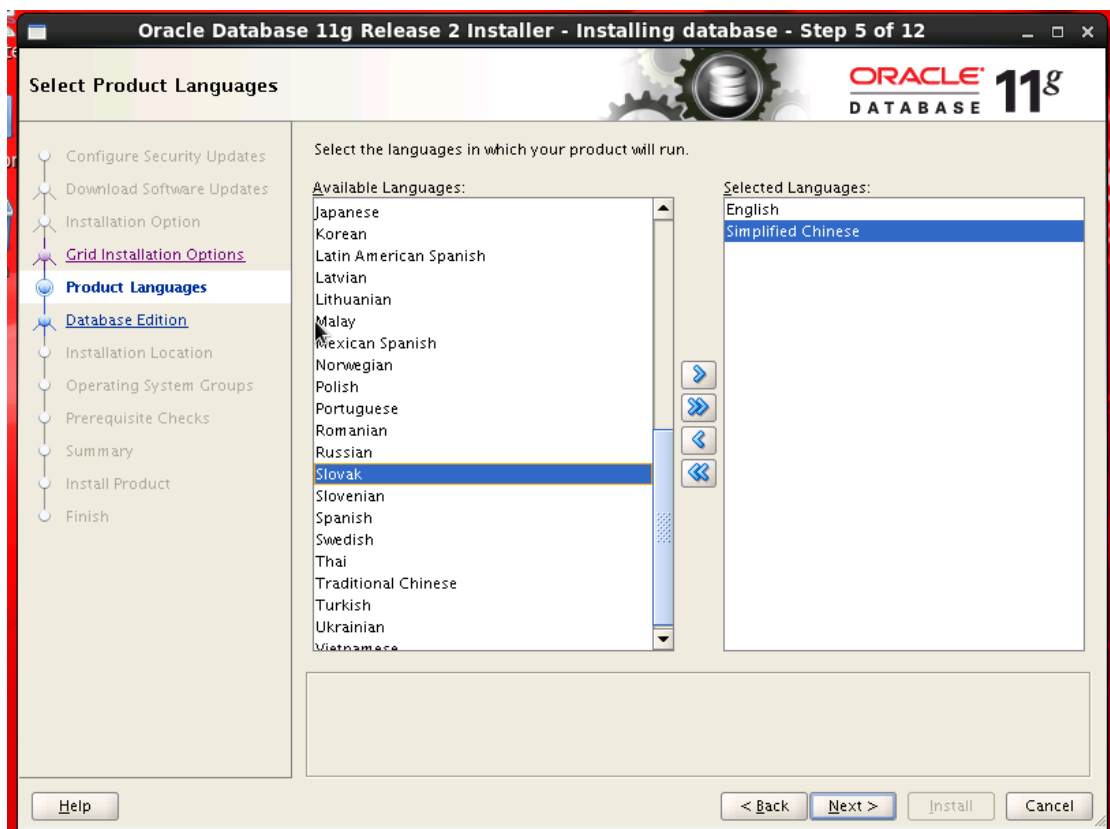 Oracle Database 11g Release 2 Installer - Installing database - Step 5 of 12
Select Product Languages
ORACLE
DATABASE
11g
Configure Security Updates
Download Software Updates
Installation Option
Grid Installation Options
Product Languages
Database Edition
Installation Location
Operating System Groups
Prerequisite Checks
Summary
Install Product
Finish
Select the languages in which your product will run.
Available Languages:
Japanese
Korean
Latin American Spanish
Latvian
Lithuanian
Malay
Mexican Spanish
Norwegian
Polish
Portuguese
Romanian
Russian
Slovak
Slovenian
Spanish
Swedish
Thai
Traditional Chinese
Turkish
Ukrainian
Vietnamese
Selected Languages:
English
Simplified Chinese
Help
< Back
Next >
Install
Cancel